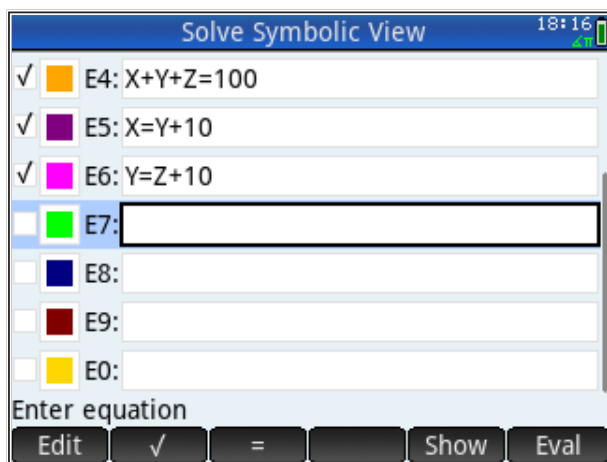 Solve Symbolic View 18:16
∡π
√ E4: X+Y+Z=100
√ E5: X=Y+10
√ E6: Y=Z+10
E7:
E8:
E9:
E0:
Enter equation
Edit √ = Show Eval